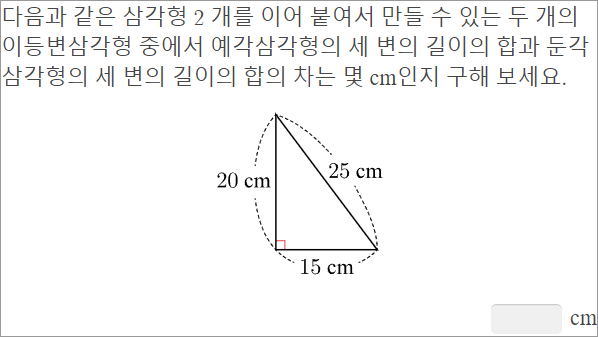 다음과 같은 삼각형 2 개를 이어 붙여서 만들 수 있는 두 개의
이등변삼각형 중에서 예각삼각형의 세 변의 길이의 합과 둔각
삼각형의 세 변의 길이의 합의 차는 몇 cm인지 구해 보세요.
20 cm
25 cm
15 cm
cm